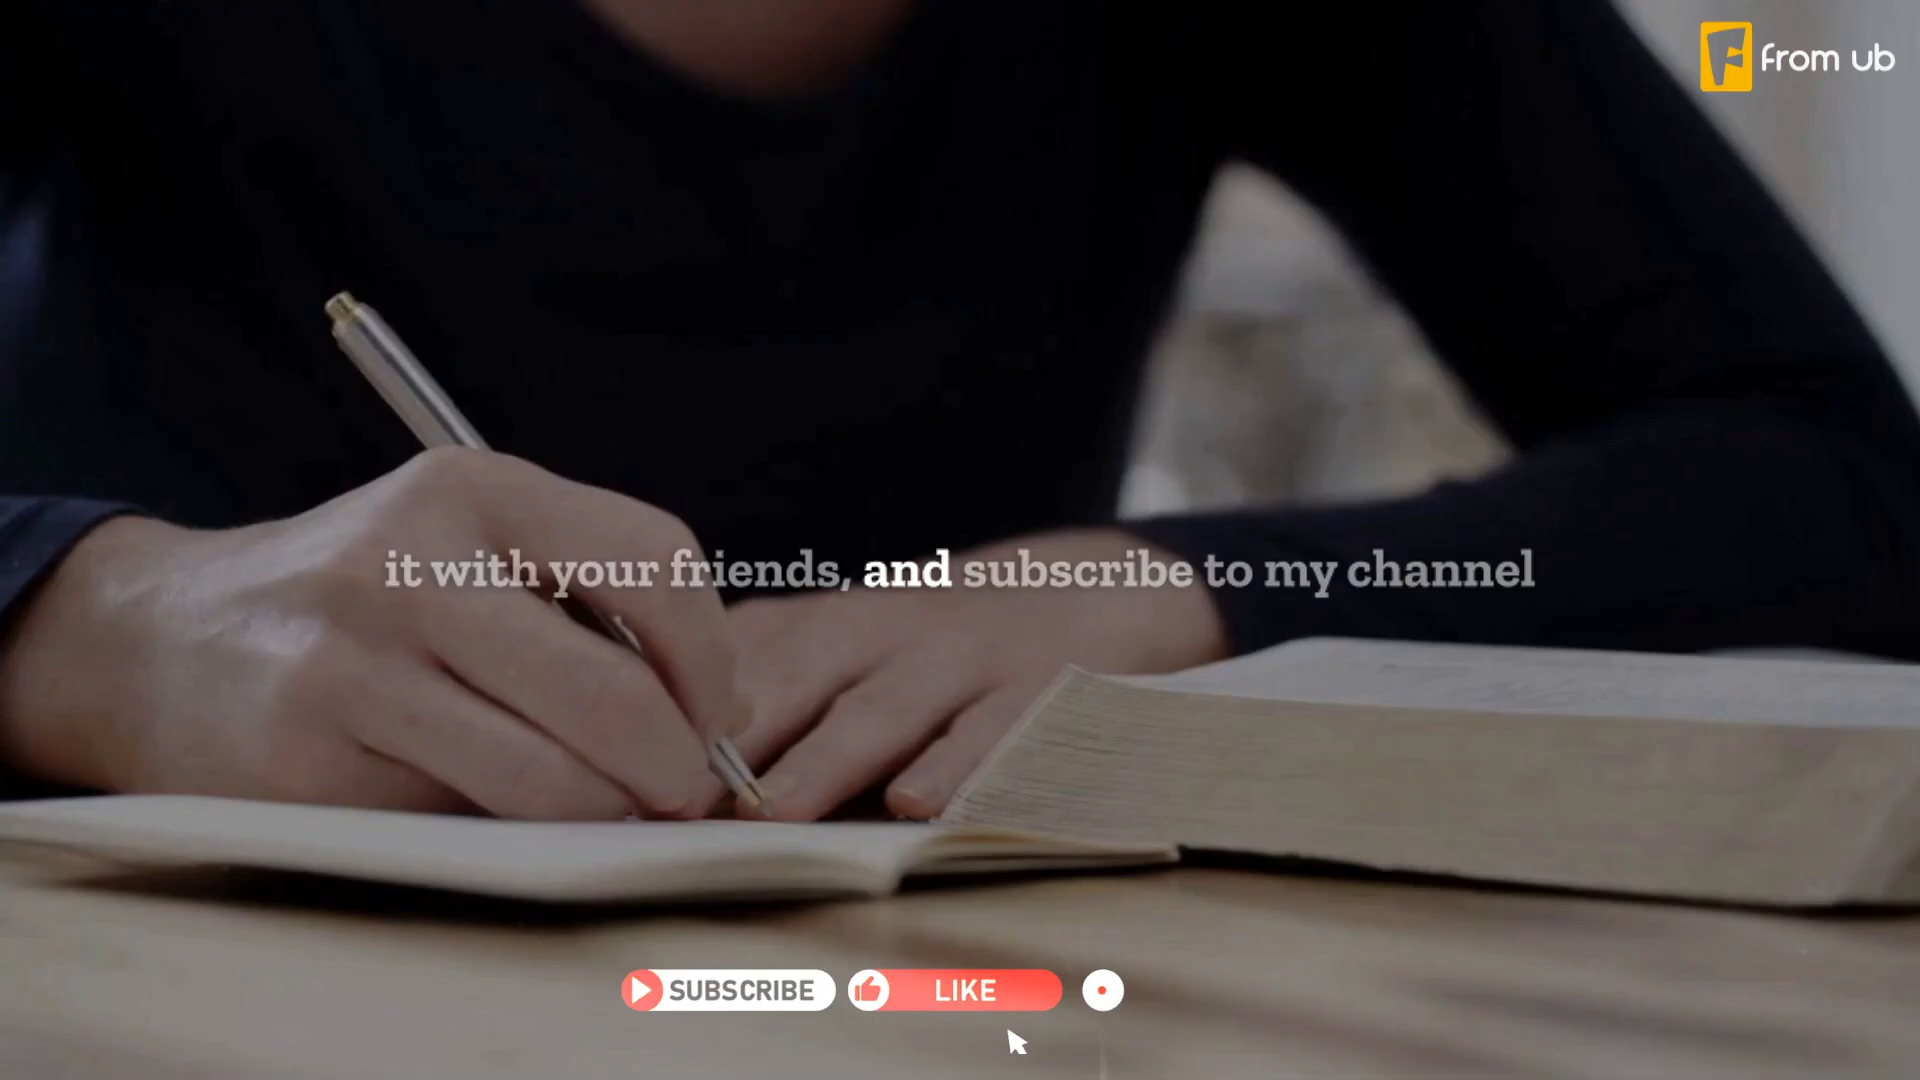 from ub
it with your friends, and subscribe to my channel
SUBSCRIBE
LIKE